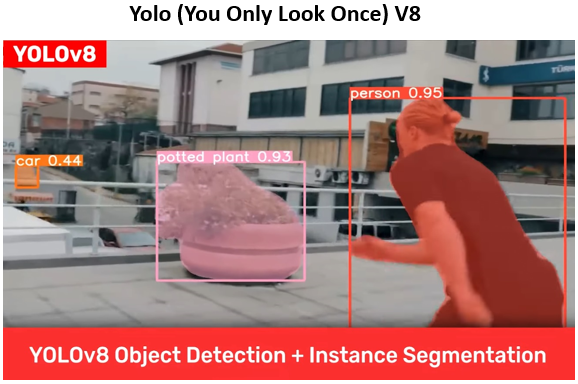 Yolo (You Only Look Once) V8
YOLOv8
person 0.95
TÜRK
potted plant 0.93
car 0.44
YOLOv8 Object Detection + Instance Segmentation